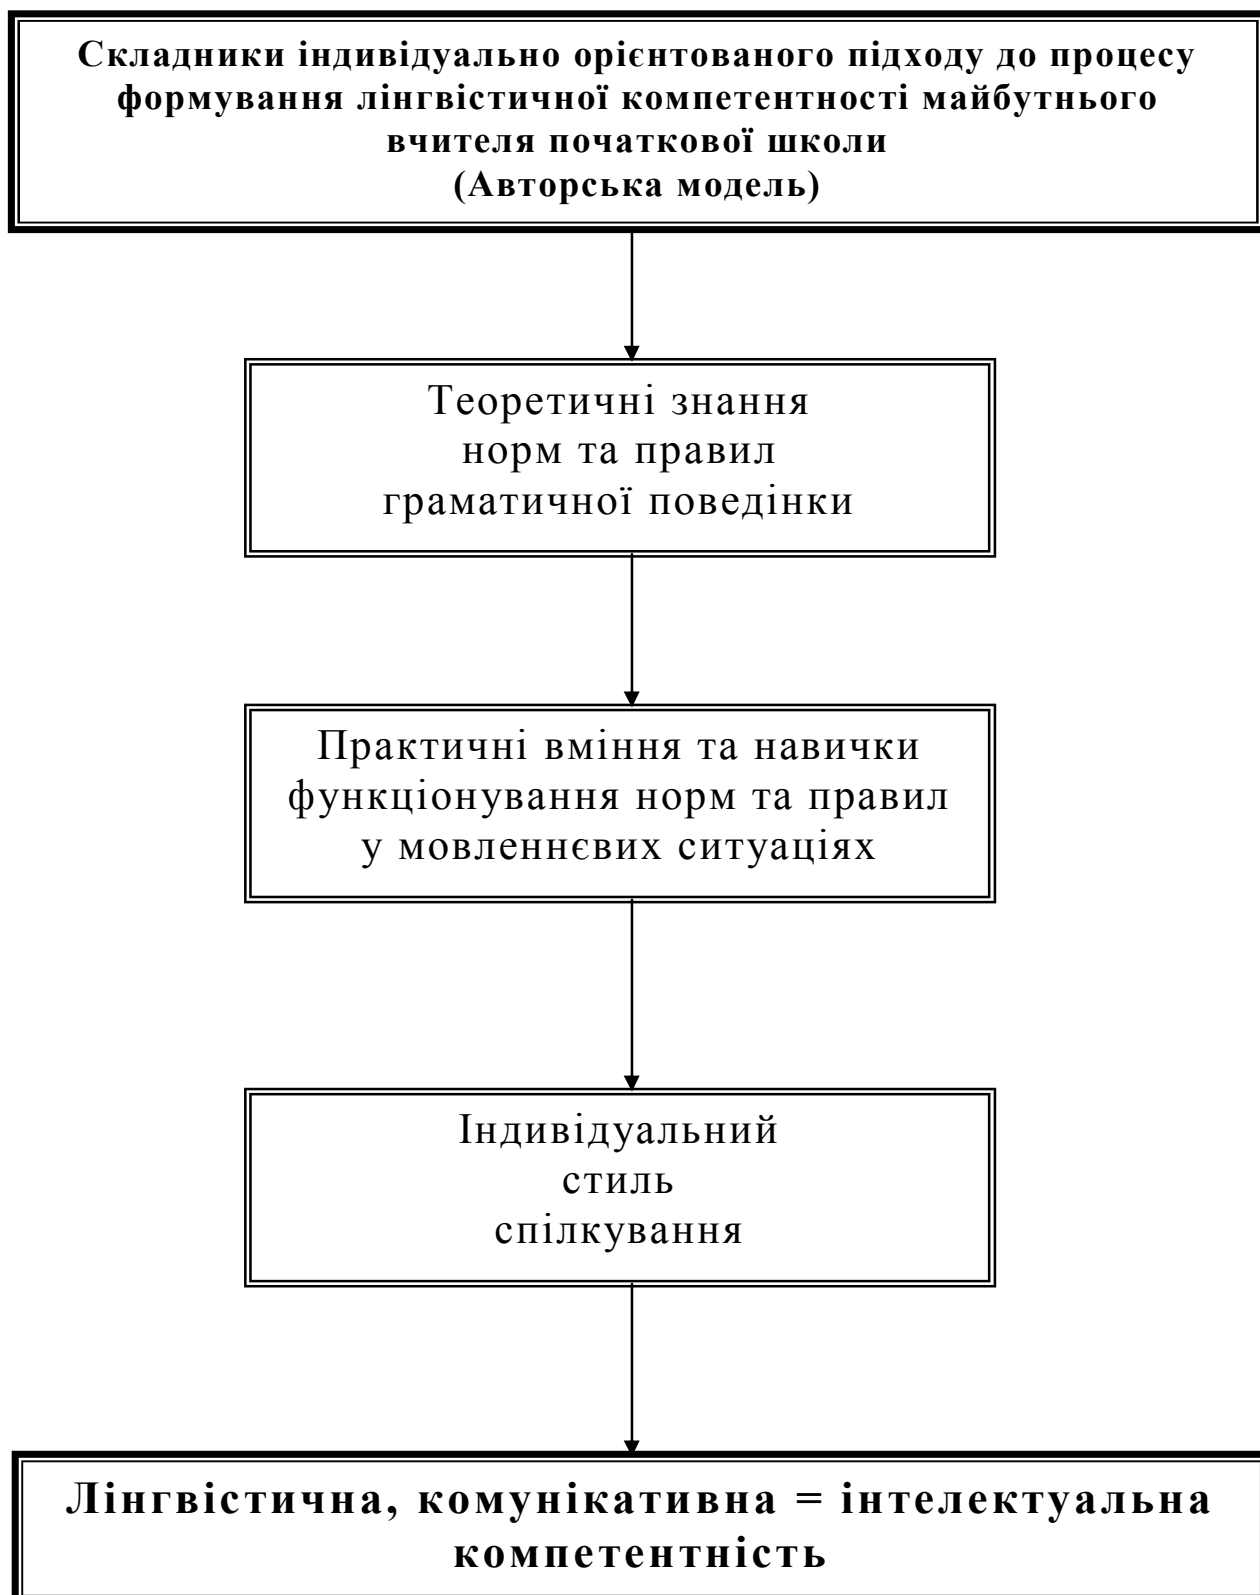 Складники індивідуально орієнтованого підходу до процесу
формування лінгвістичної компетентності майбутнього
вчителя початкової школи
(Авторська модель)
Теоретичні знання
норм та правил
граматичної поведінки
Практичні вміння та навички
функціонування норм та правил
у мовленнєвих ситуаціях
Індивідуальний
стиль
спілкування
Лінгвістична, комунікативна = інтелектуальна
компетентність